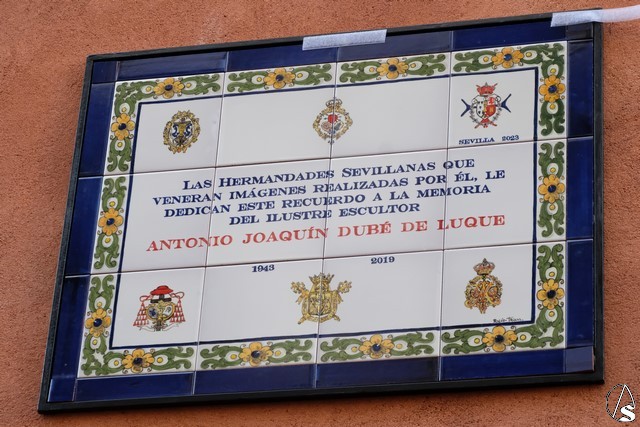 SEVILLA 2023
LAS HERMANDADES SEVILLANAS QUE
VENERAN IMÁGENES REALIZADAS POR ÉL, LE
DEDICAN ESTE RECUERDO A LA MEMORIA
DEL ILUSTRE ESCULTOR
ANTONIO JOAQUÍN DUBÉ DE LUQUE
1943 2019